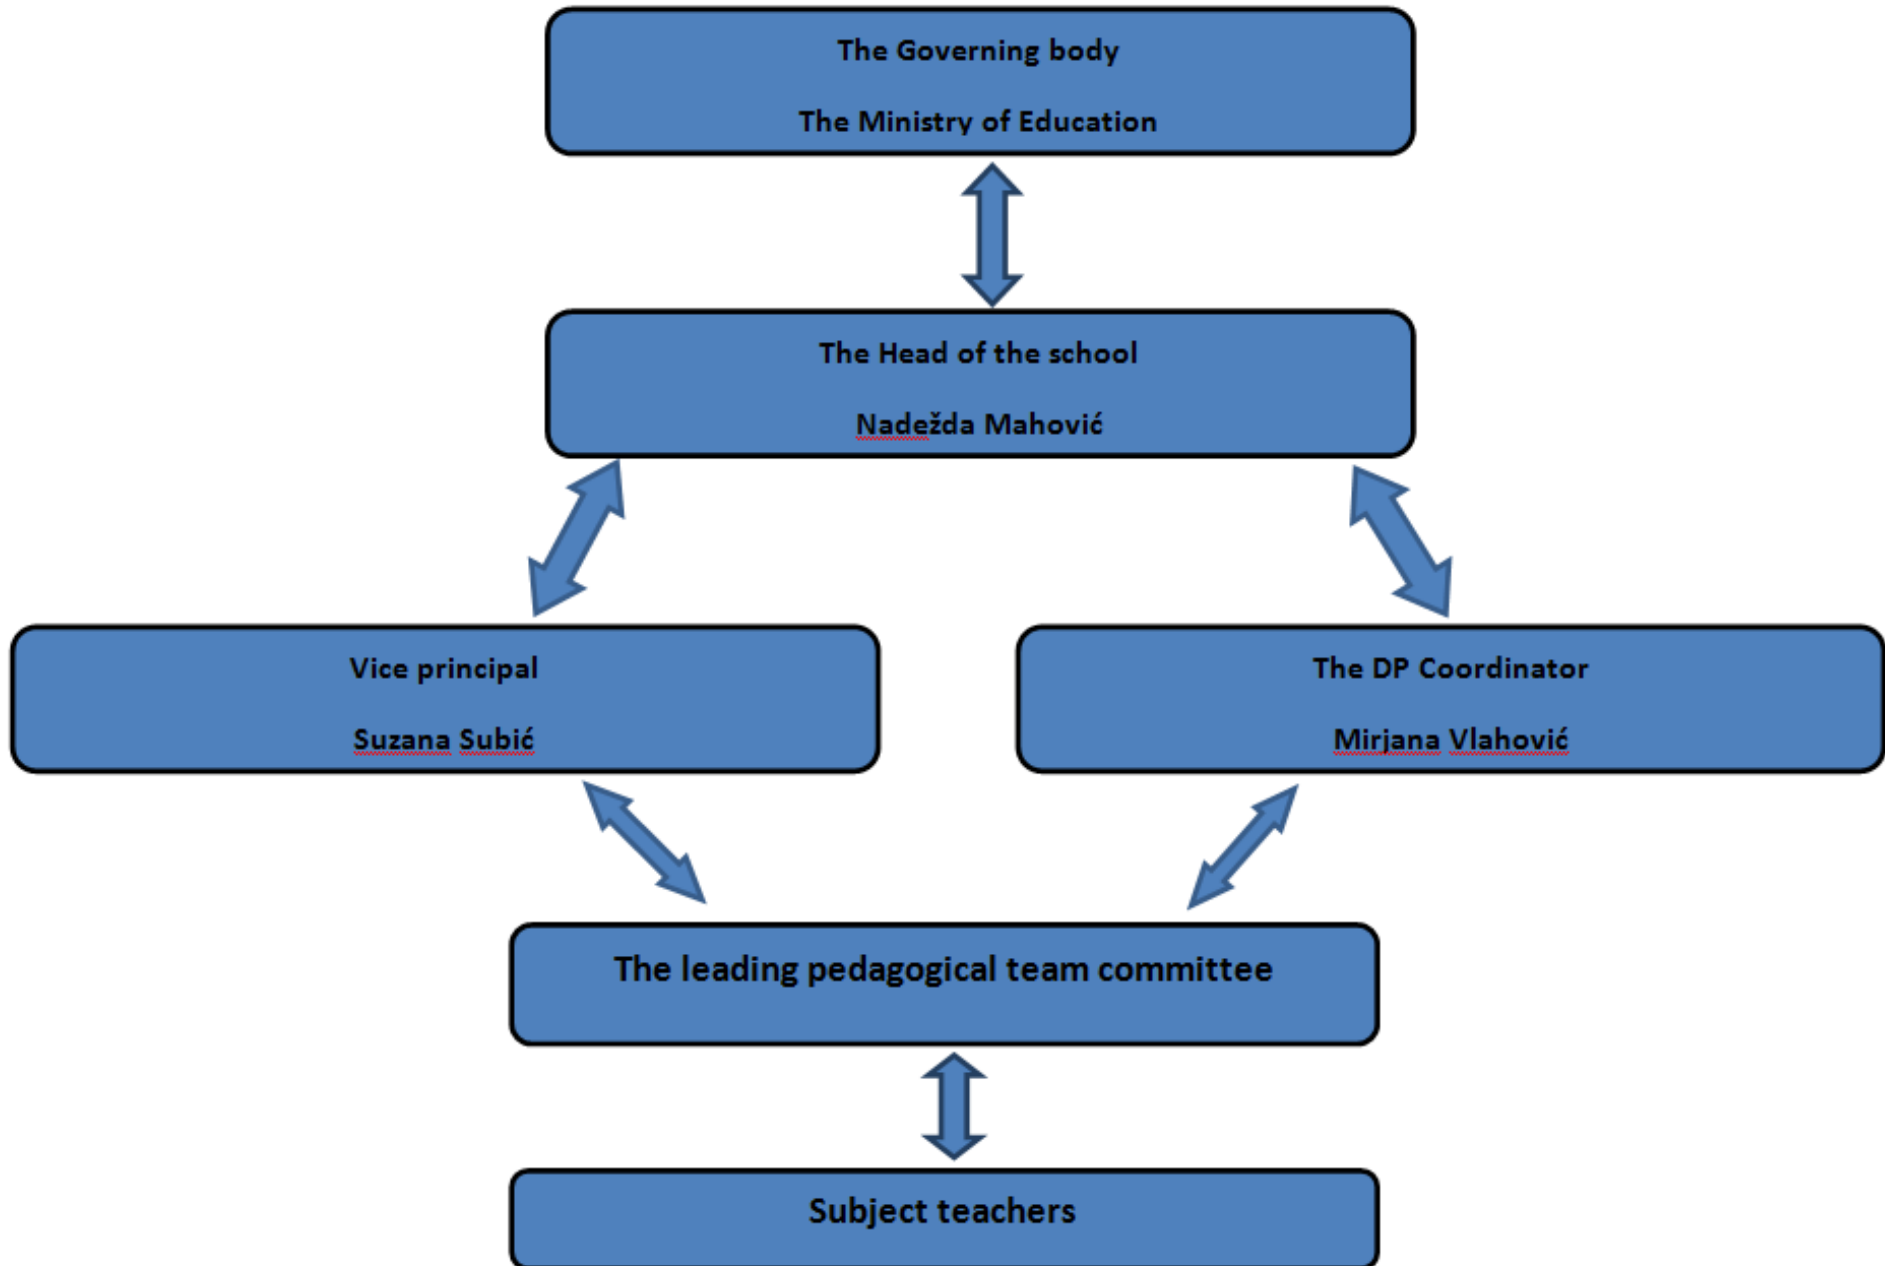 The Governing body
The Ministry of Education
The Head of the school
Nadežda Mahović
Vice principal
Suzana Subić
The DP Coordinator
Mirjana Vlahović
The leading pedagogical team committee
Subject teachers